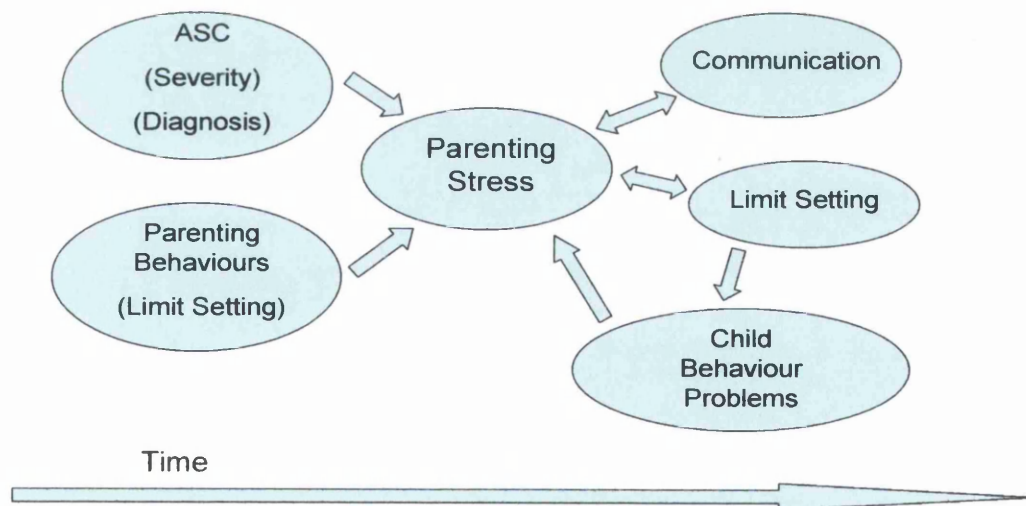 ASC
(Severity)
(Diagnosis)
Parenting
Behaviours
(Limit Setting)
Parenting
Stress
Communication
Limit Setting
Child
Behaviour
Problems
Time